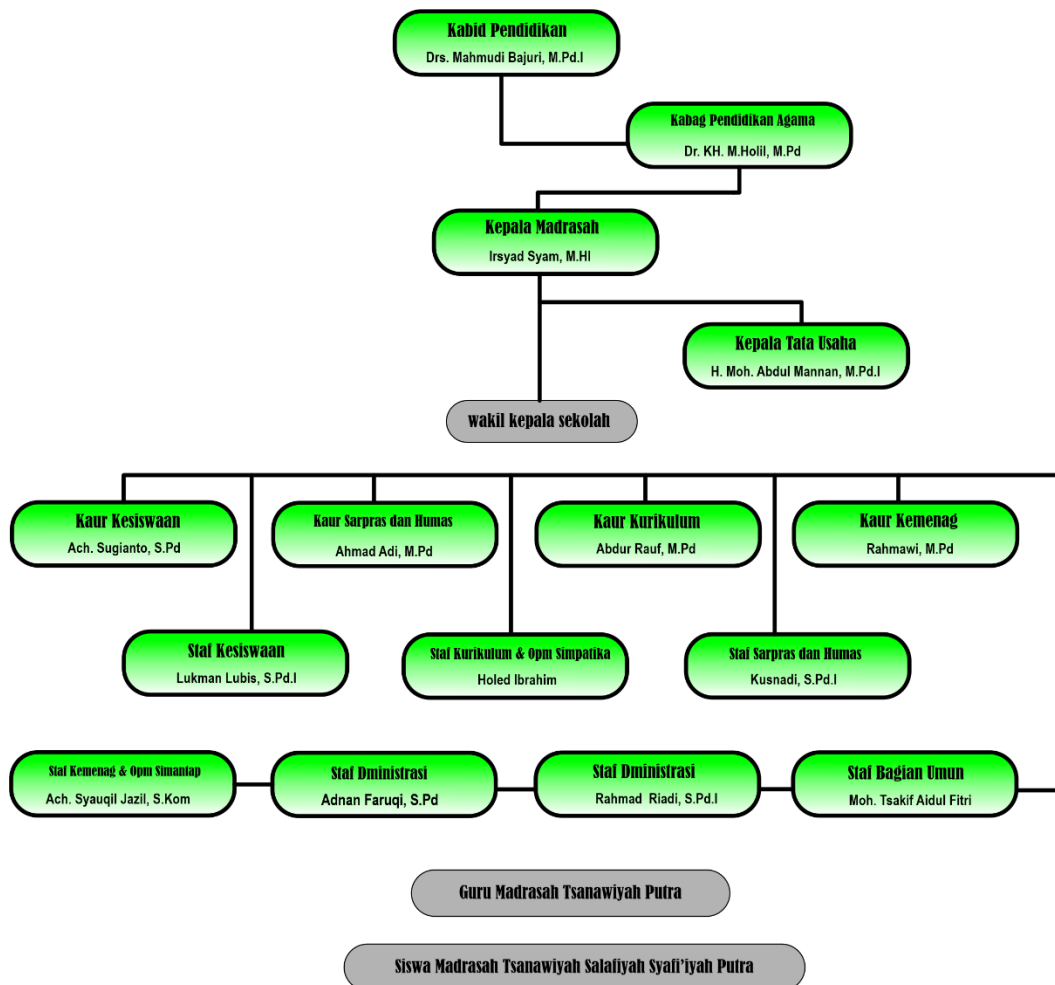 Kabid Pendidikan
Drs. Mahmudi Bajuri, M.Pd.I
Kabag Pendidikan Agama
Dr. KH. M.Holil, M.Pd
Kepala Madrasah
Irsyad Syam, M.HI
Kepala Tata Usaha
H. Moh. Abdul Mannan, M.Pd.I
wakil kepala sekolah
Kaur Kesiswaan
Ach. Sugianto, S.Pd
Kaur Sarpras dan Humas
Ahmad Adi, M.Pd
Kaur Kurikulum
Abdur Rauf, M.Pd
Kaur Kemenag
Rahmawi, M.Pd
Staf Kesiswaan
Lukman Lubis, S.Pd.I
Staf Kurikulum & Opm Simpatika
Holed Ibrahim
Staf Sarpras dan Humas
Kusnadi, S.Pd.I
Staf Kemenag & Opm Simantap
Ach. Syauqil Jazil, S.Kom
Staf Dministrasi
Adnan Faruqi, S.Pd
Staf Dministrasi
Rahmad Riadi, S.Pd.I
Staf Bagian Umun
Moh. Tsakif Aidul Fitri
Guru Madrasah Tsanawiyah Putra
Siswa Madrasah Tsanawiyah Salafiyah Syafi'iyah Putra